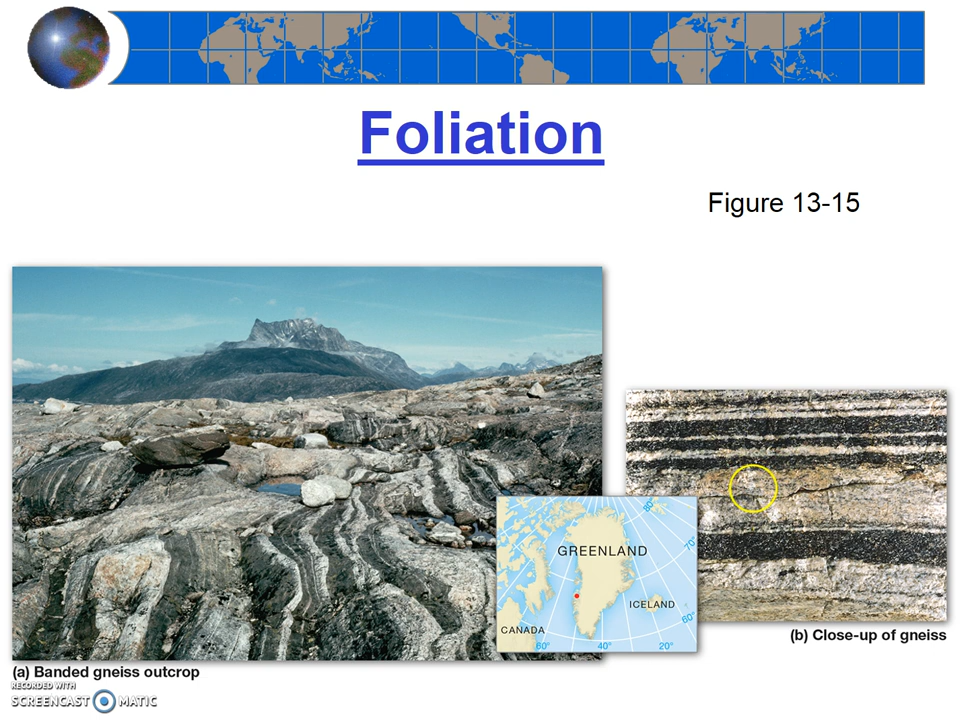 Foliation
Figure 13-15
GREENLAND
ICELAND
CANADA
80°
70°
60°
60°
40°
20°
(b) Close-up of gneiss
(a) Banded gneiss outcrop
RECORDED WITH
SCREENCAST MATIC